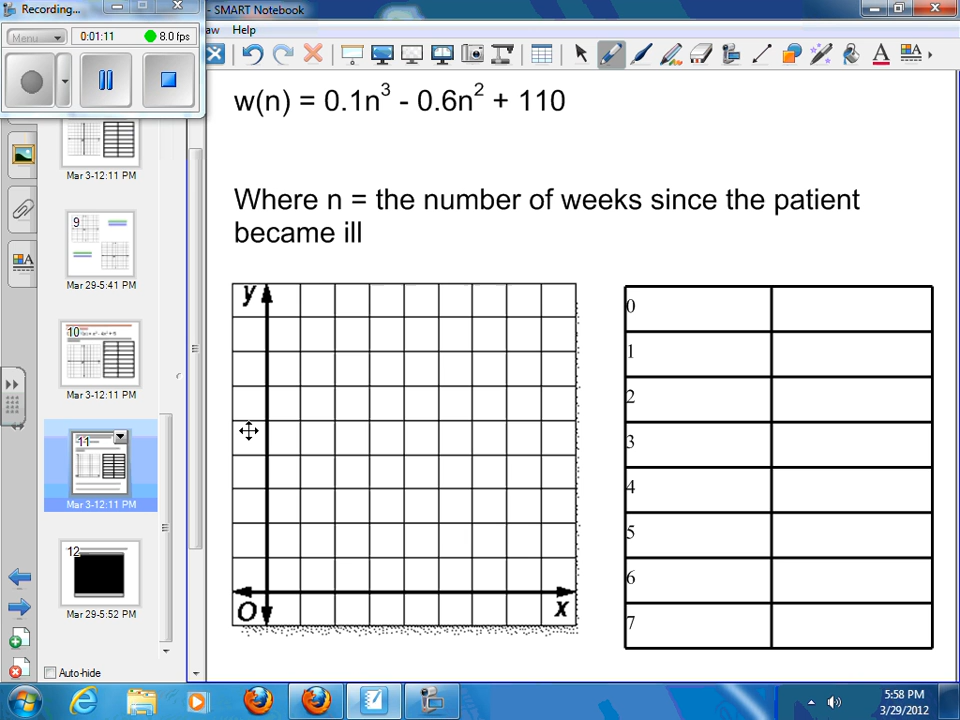 Recording...
SMART Notebook
Menu
0:01:11
8.0 fps
aw Help
w(n) = 0.1n³ - 0.6n² + 110
Where n = the number of weeks since the patient
became ill
Mar 3-12:11 PM
9
Mar 29-5:41 PM
10
Mar 3-12:11 PM
11
Mar 3-12:11 PM
12
Mar 29-5:52 PM
Auto-hide
y
O
x
0
1
2
3
4
5
6
7
5:58 PM
3/29/2012